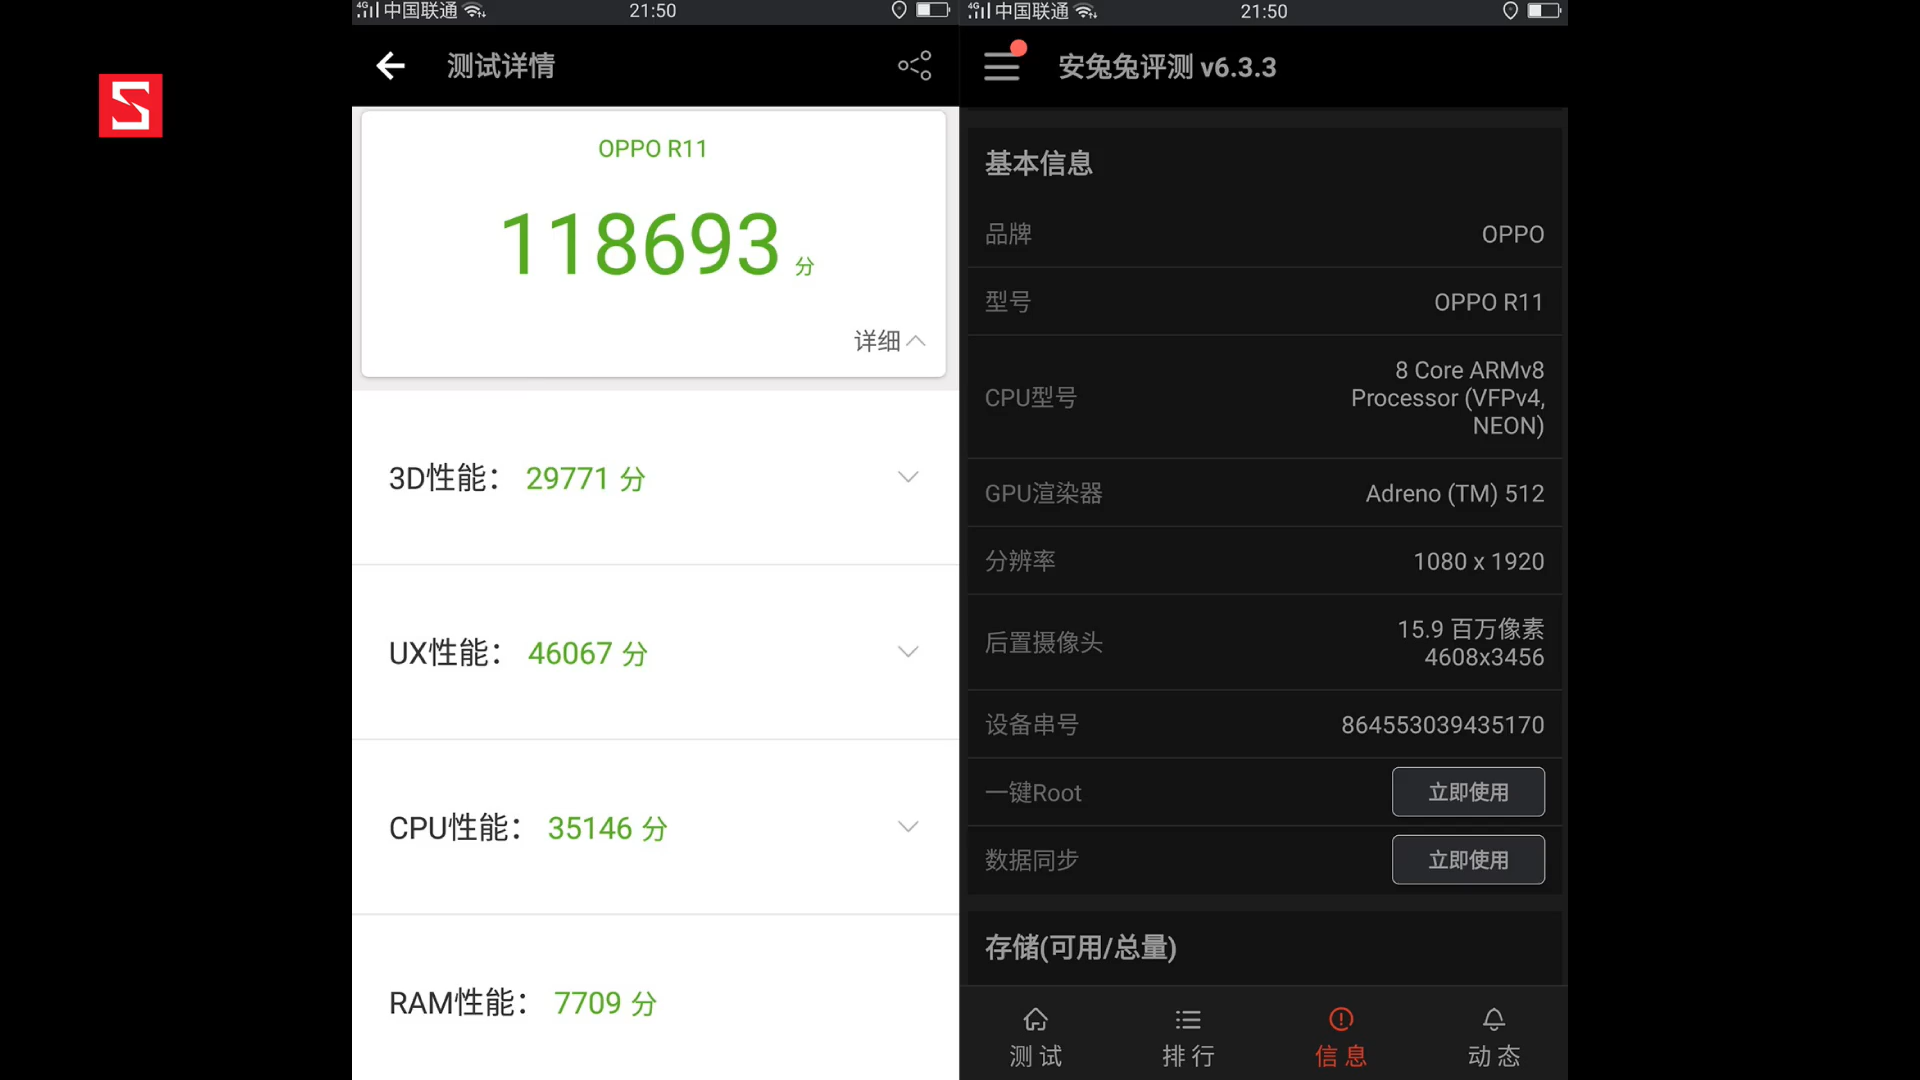 4G 中国联通 21:50
测试详情
OPPO R11
118693 分
详细
3D性能： 29771 分
UX性能： 46067 分
CPU性能： 35146 分
RAM性能： 7709 分
4G 中国联通 21:50
安兔兔评测 v6.3.3
基本信息
品牌 OPPO
型号 OPPO R11
CPU型号 8 Core ARMv8
Processor (VFPv4,
NEON)
GPU渲染器 Adreno (TM) 512
分辨率 1080 x 1920
后置摄像头 15.9 百万像素
4608x3456
设备串号 864553039435170
一键Root 立即使用
数据同步 立即使用
存储(可用/总量)
测试 排行 信息 动态